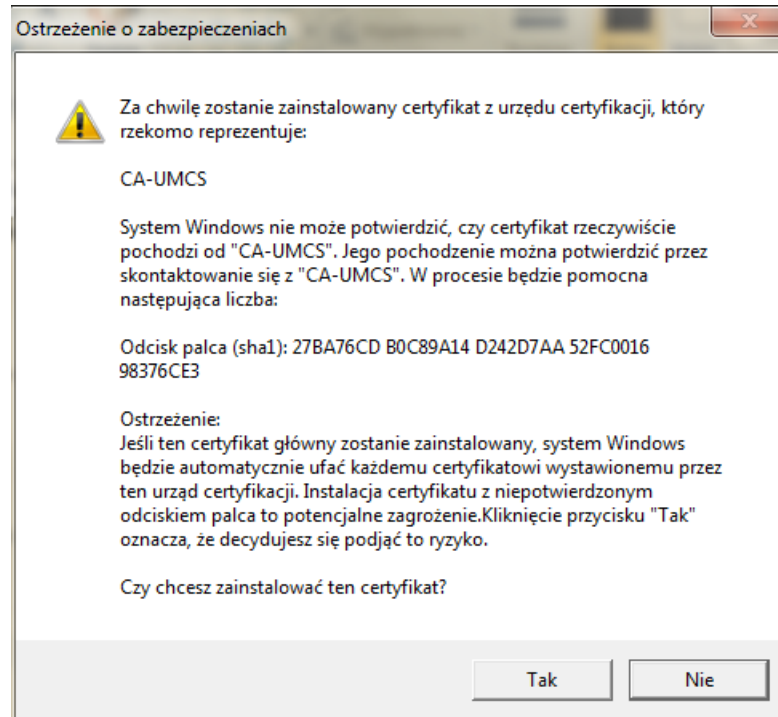 Ostrzeżenie o zabezpieczeniach
Za chwilę zostanie zainstalowany certyfikat z urzędu certyfikacji, który
rzekomo reprezentuje:
CA-UMCS
System Windows nie może potwierdzić, czy certyfikat rzeczywiście
pochodzi od "CA-UMCS". Jego pochodzenie można potwierdzić przez
skontaktowanie się z "CA-UMCS". W procesie będzie pomocna
następująca liczba:
Odcisk palca (sha1): 27BA76CD B0C89A14 D242D7AA 52FC0016
98376CE3
Ostrzeżenie:
Jeśli ten certyfikat główny zostanie zainstalowany, system Windows
będzie automatycznie ufać każdemu certyfikatowi wystawionemu przez
ten urząd certyfikacji. Instalacja certyfikatu z niepotwierdzonym
odciskiem palca to potencjalne zagrożenie.Kliknięcie przycisku "Tak"
oznacza, że decydujesz się podjąć to ryzyko.
Czy chcesz zainstalować ten certyfikat?
Tak
Nie